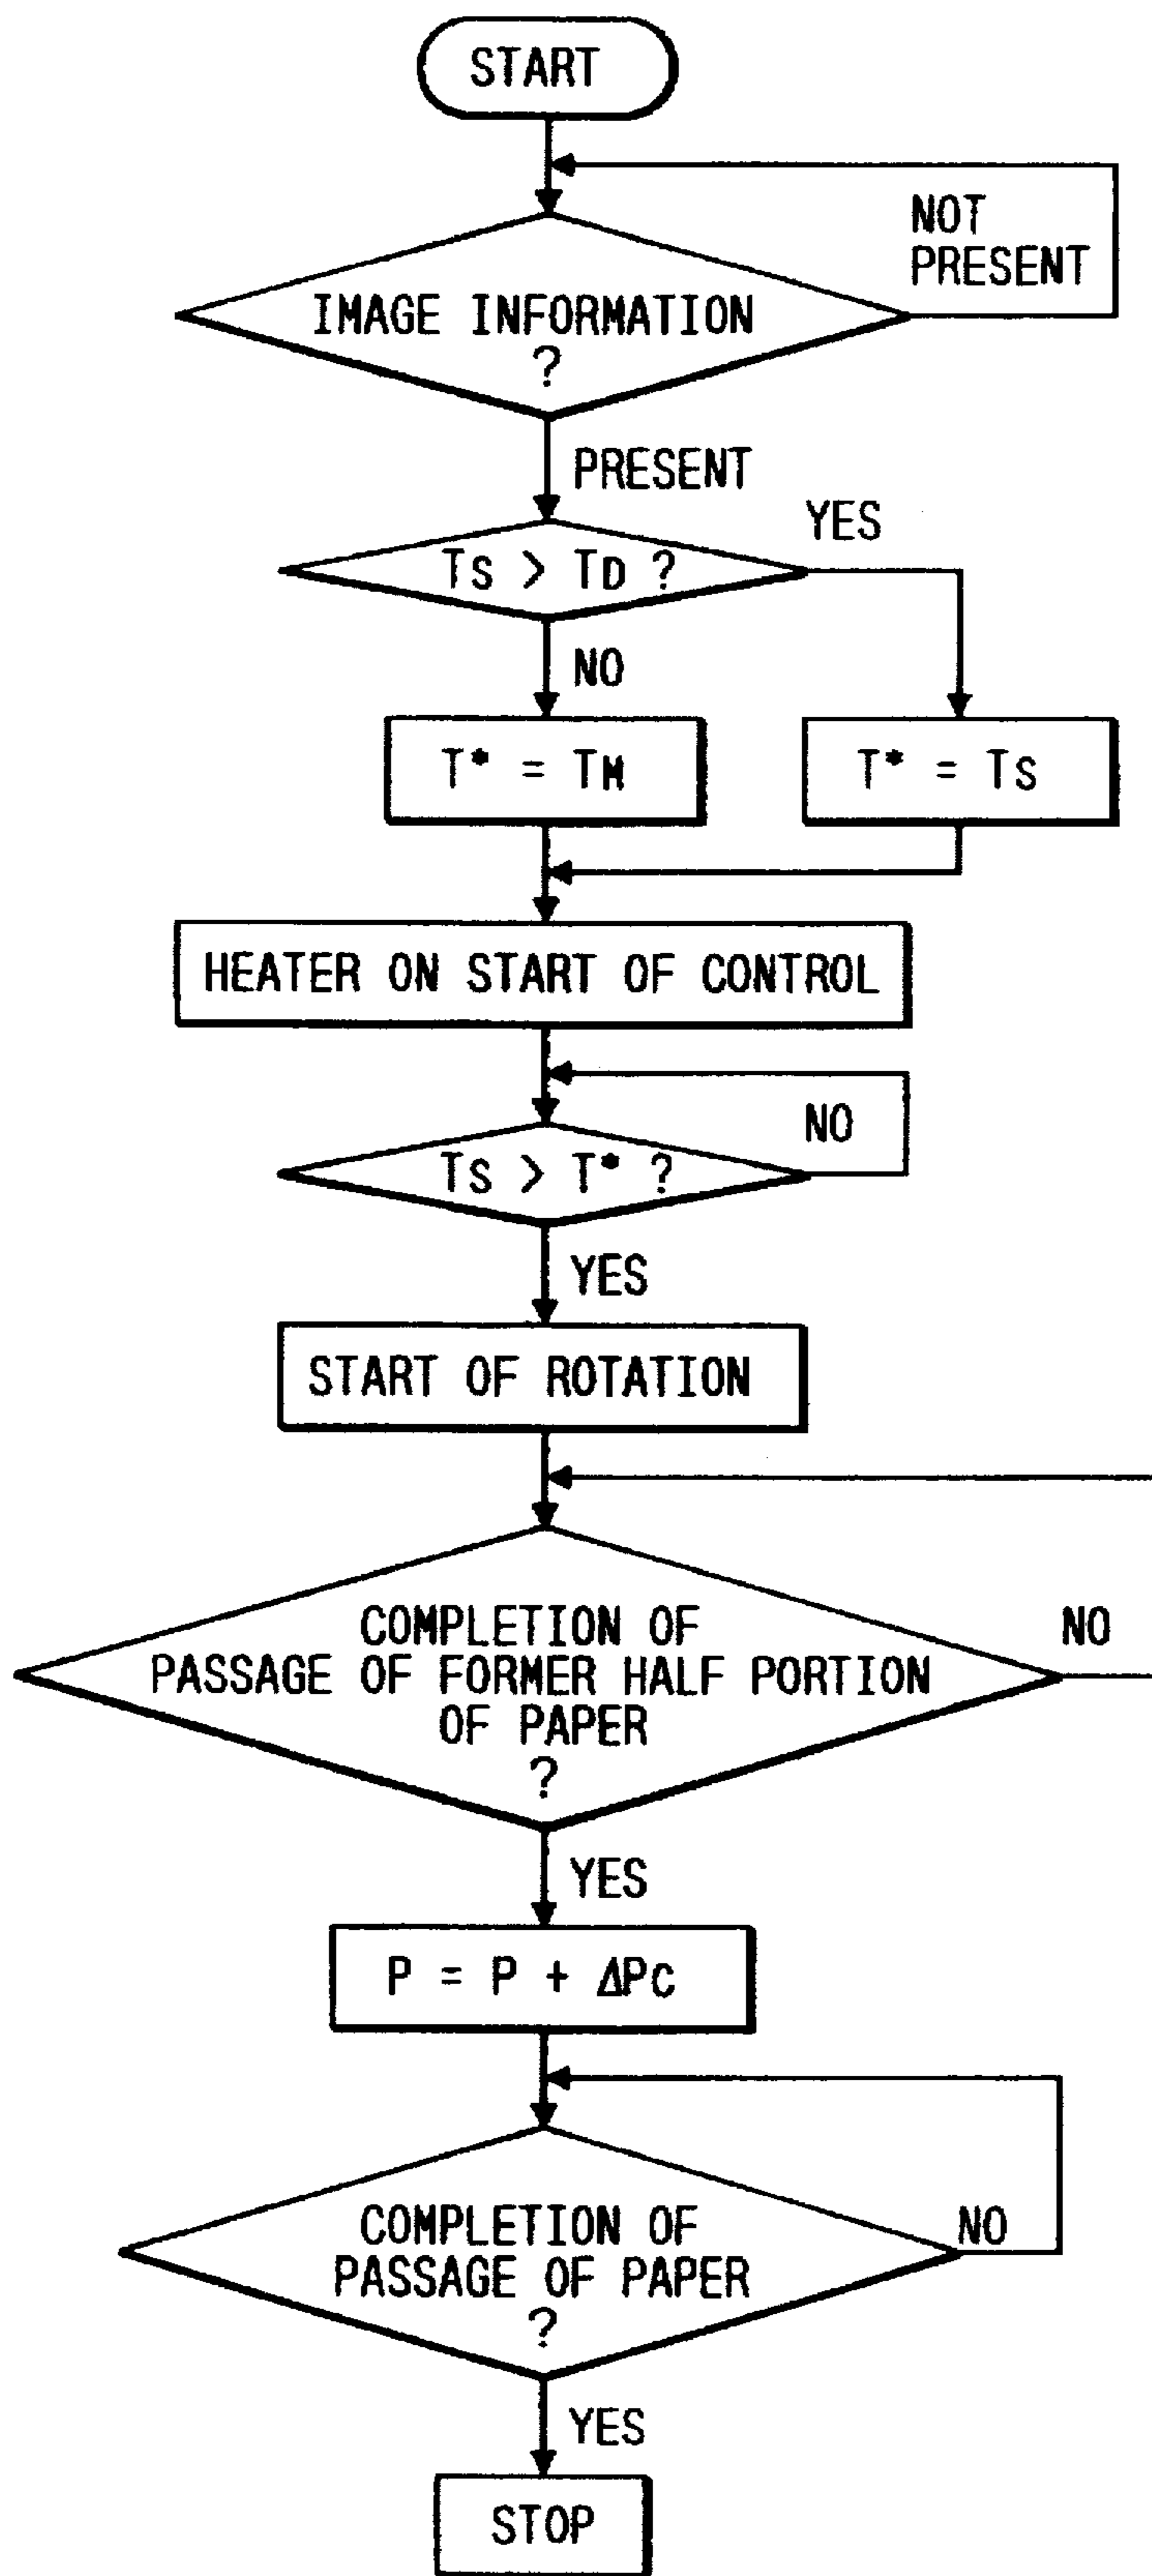 START
NOT
PRESENT
IMAGE INFORMATION
?
PRESENT
YES
Ts > TD ?
NO
T* = TM
T* = Ts
HEATER ON START OF CONTROL
NO
Ts > T* ?
YES
START OF ROTATION
COMPLETION OF
PASSAGE OF FORMER HALF PORTION
OF PAPER
?
NO
YES
P = P + ΔPc
COMPLETION OF
PASSAGE OF PAPER
?
NO
YES
STOP